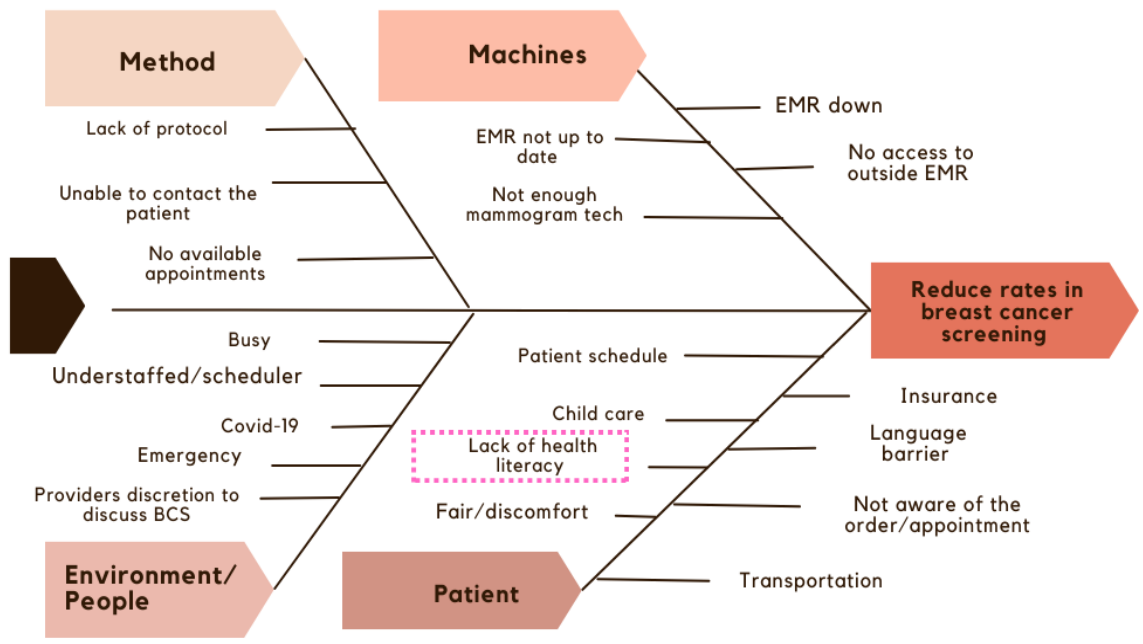 Method
Machines
Lack of protocol
Unable to contact the
patient
No available
appointments
EMR not up to
date
Not enough
mammogram tech
EMR down
No access to
outside EMR
Reduce rates in
breast cancer
screening
Busy
Understaffed/scheduler
Covid-19
Emergency
Providers discretion to
discuss BCS
Environment/
People
Patient schedule
Child care
Lack of health
literacy
Fair/discomfort
Insurance
Language
barrier
Not aware of the
order/appointment
Transportation
Patient